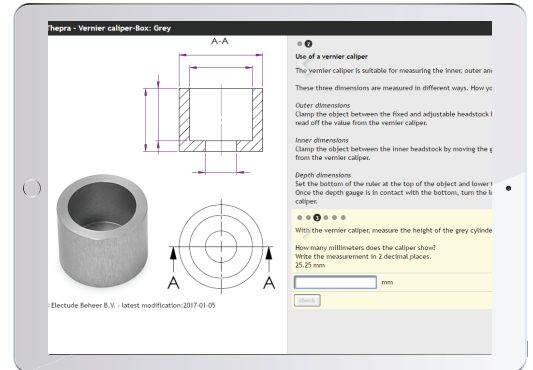 Thepra - Vernier caliper-Box: Grey
A-A
A
A
Electude Beheer B.V. - latest modification:2017-01-05
2
Use of a vernier caliper
The vernier caliper is suitable for measuring the inner, outer and
These three dimensions are measured in different ways. How
Outer dimensions
Clamp the object between the fixed and adjustable headstock
read off the value from the vernier caliper.
Inner dimensions
Clamp the object between the inner headstock by moving the
from the vernier caliper.
Depth dimensions
Set the bottom of the ruler at the top of the object and lower
Once the depth gauge is in contact with the bottom, turn the
caliper.
3
With the vernier caliper, measure the height of the grey
How many millimeters does the caliper show?
Write the measurement in 2 decimal places.
25.25 mm
mm
check